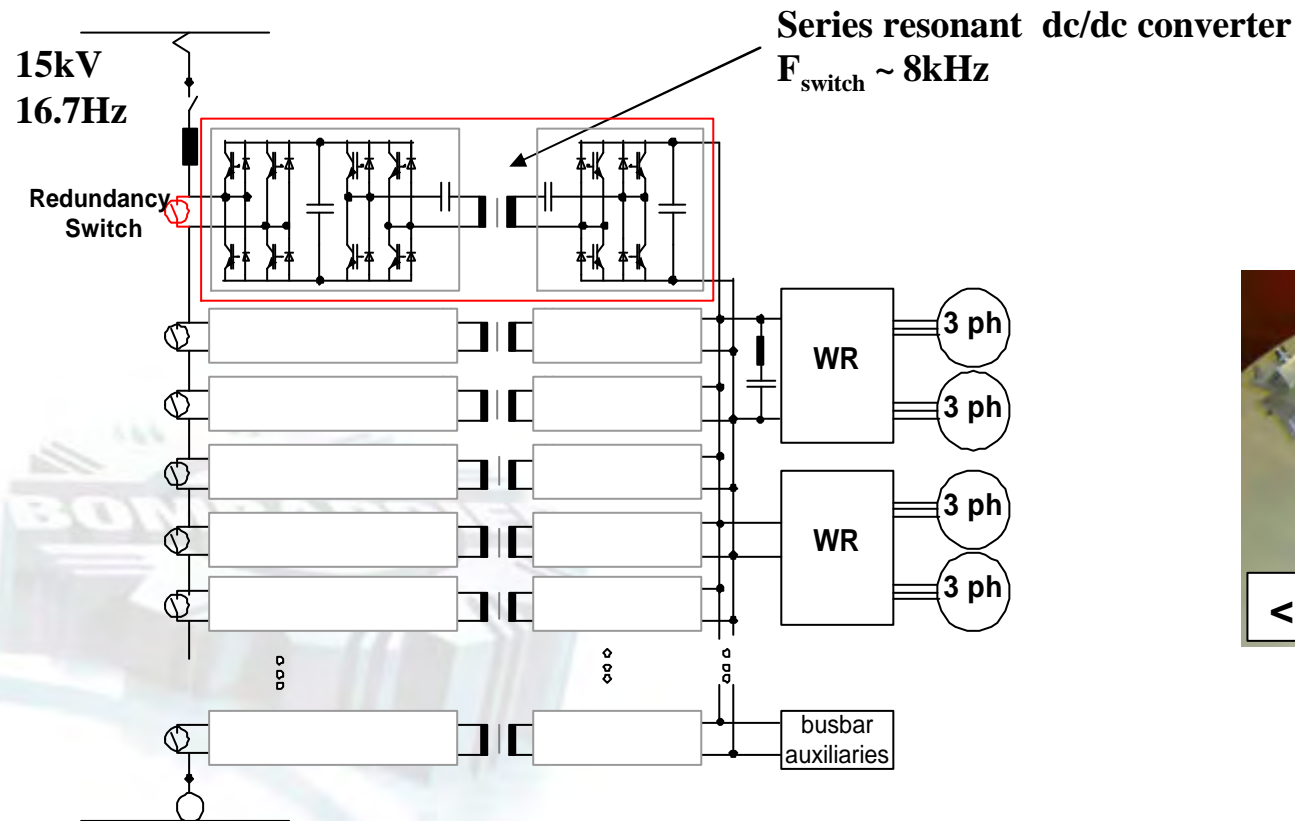 Series resonant dc/dc converter
F_switch ~ 8kHz
15kV
16.7Hz
Redundancy
Switch
WR
3 ph
3 ph
WR
3 ph
3 ph
busbar
auxiliaries
<